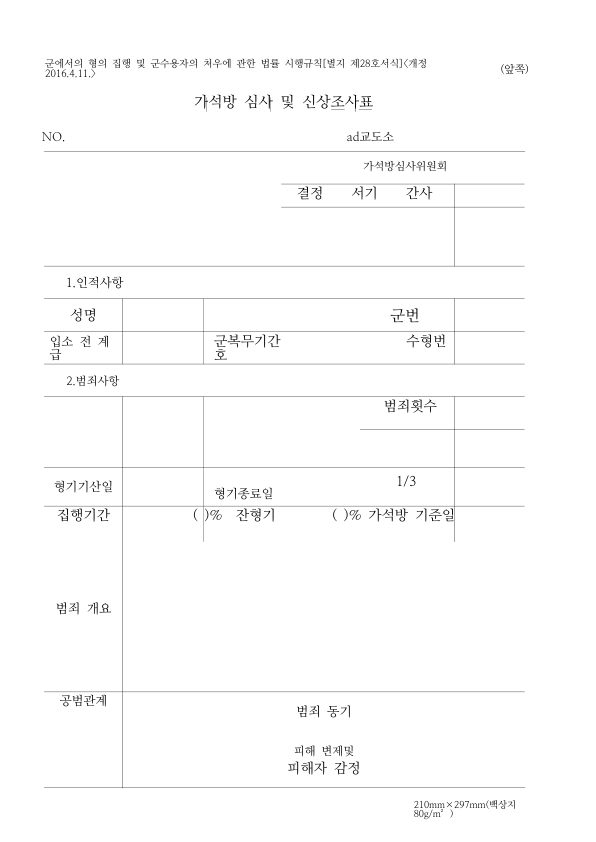 군에서의 형의 집행 및 군수용자의 처우에 관한 법률 시행규칙[별지 제28호서식]<개정
2016.4.11.>
(앞쪽)
가석방 심사 및 신상조사표
NO.
ad교도소
가석방심사위원회
결정 서기 간사
1.인적사항
성명 군번
입소 전 계
급
군복무기간 수형번
호
2.범죄사항
범죄횟수
형기기산일
형기종료일
1/3
집행기간 ( )% 잔형기 ( )% 가석방 기준일
범죄 개요
공범관계
범죄 동기
피해 변제및
피해자 감정
210mm×297mm(백상지
80g/㎡ )